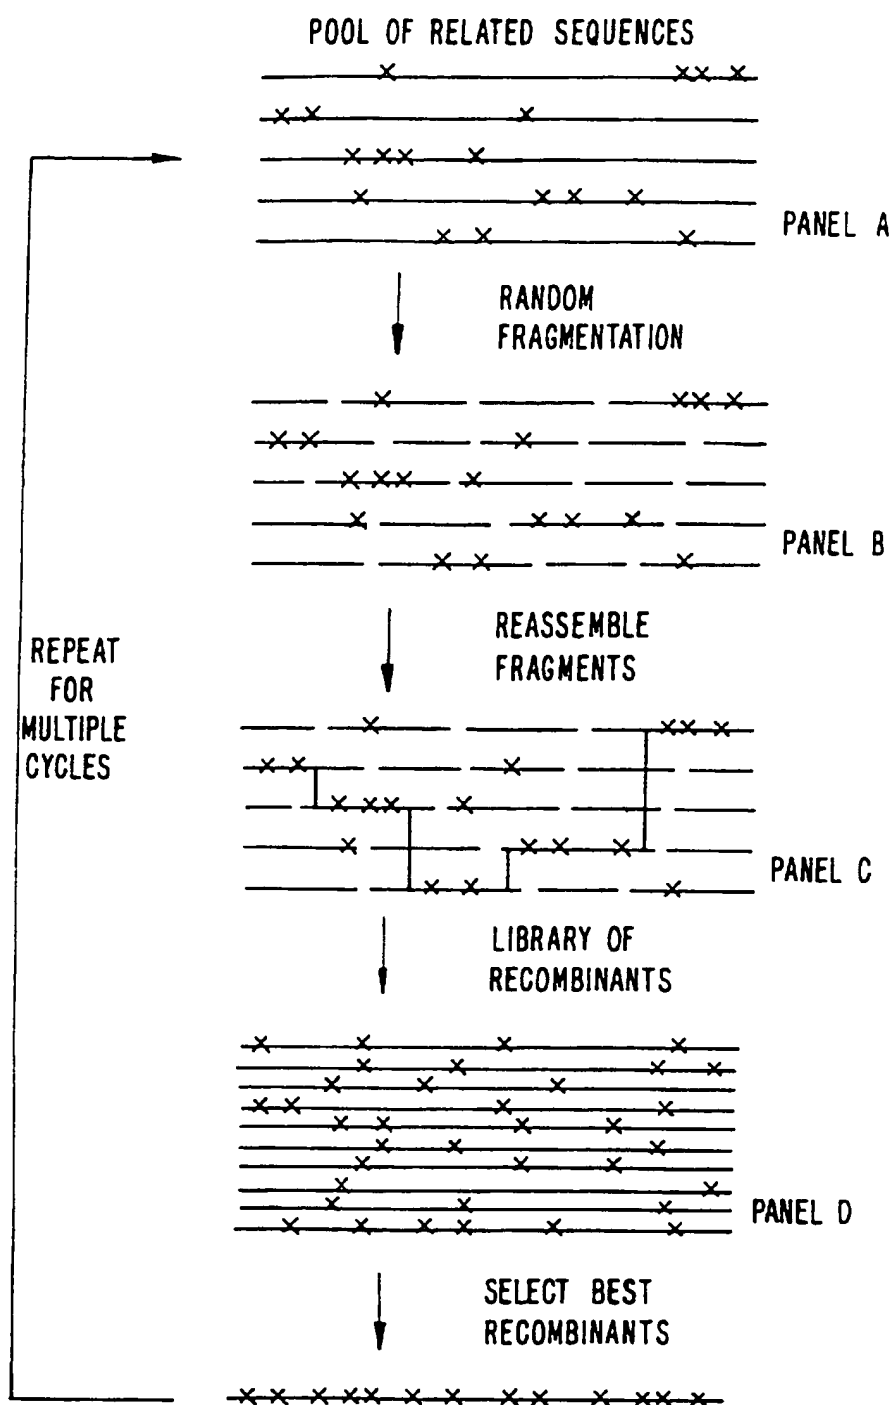 POOL OF RELATED SEQUENCES
PANEL A
RANDOM
FRAGMENTATION
PANEL B
REASSEMBLE
FRAGMENTS
REPEAT
FOR
MULTIPLE
CYCLES
PANEL C
LIBRARY OF
RECOMBINANTS
PANEL D
SELECT BEST
RECOMBINANTS